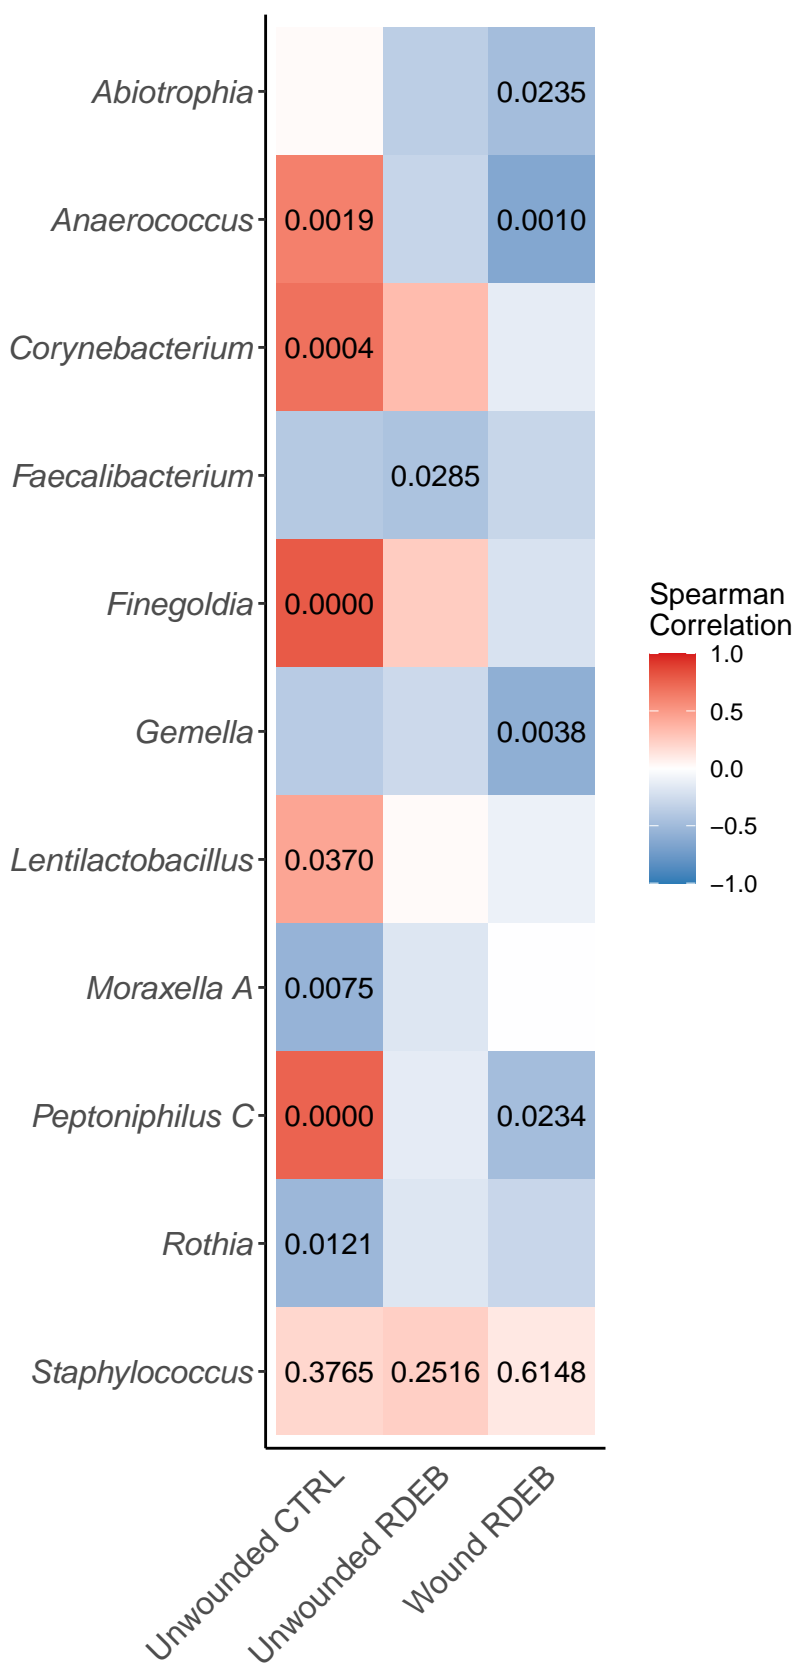 Abiotrophia 0.0235
Anaerococcus 0.0019 0.0010
Corynebacterium 0.0004
Faecalibacterium 0.0285
Finegoldia 0.0000
Gemella 0.0038
Lentilactobacillus 0.0370
Moraxella A 0.0075
Peptoniphilus C 0.0000 0.0234
Rothia 0.0121
Staphylococcus 0.3765 0.2516 0.6148
Unwounded CTRL
Unwounded RDEB
Wound RDEB
Spearman
Correlation
1.0
0.5
0.0
−0.5
−1.0